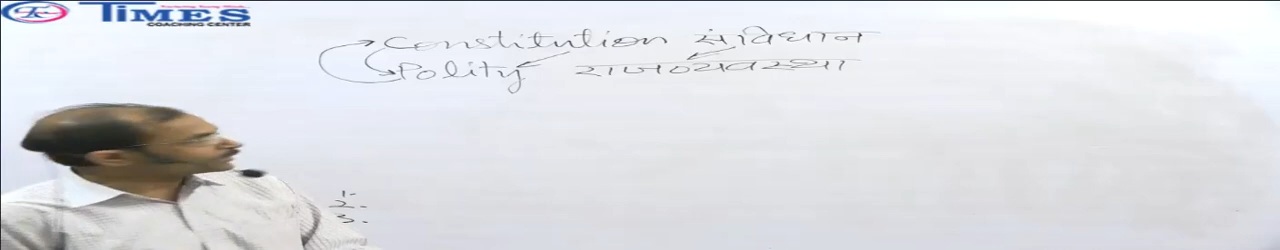 TIMES
COACHING CENTER
Constitution संविधान
Polity राजव्यवस्था
1.
2.
3.